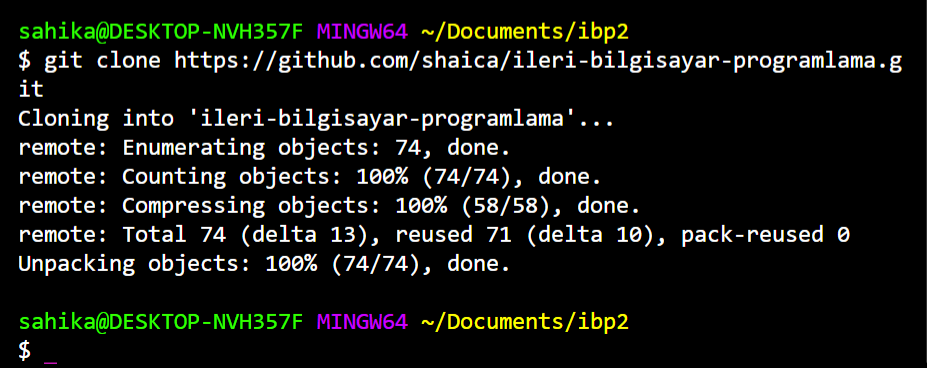 sahika@DESKTOP-NVH357F MINGW64 ~/Documents/ibp2
$ git clone https://github.com/shaica/ileri-bilgisayar-programlama.g
it
Cloning into 'ileri-bilgisayar-programlama'...
remote: Enumerating objects: 74, done.
remote: Counting objects: 100% (74/74), done.
remote: Compressing objects: 100% (58/58), done.
remote: Total 74 (delta 13), reused 71 (delta 10), pack-reused 0
Unpacking objects: 100% (74/74), done.
sahika@DESKTOP-NVH357F MINGW64 ~/Documents/ibp2
$ _